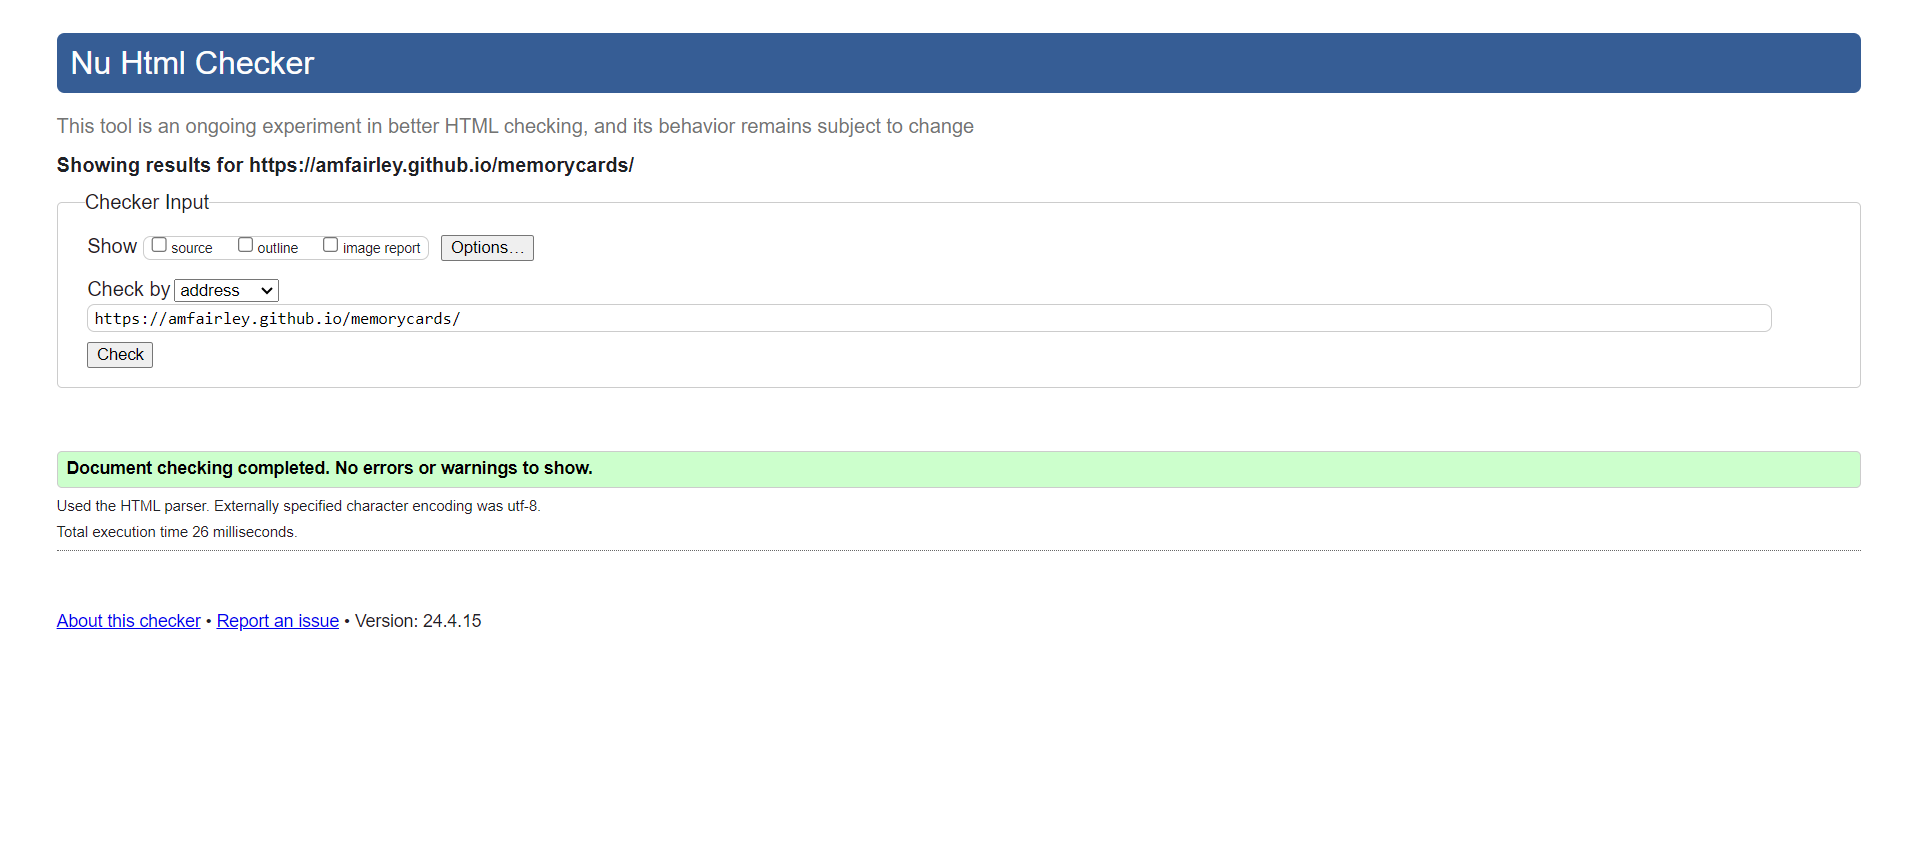 Nu Html Checker
This tool is an ongoing experiment in better HTML checking, and its behavior remains subject to change
Showing results for https://amfairley.github.io/memorycards/
Checker Input
Show source outline image report Options…
Check by address
https://amfairley.github.io/memorycards/
Check
Document checking completed. No errors or warnings to show.
Used the HTML parser. Externally specified character encoding was utf-8.
Total execution time 26 milliseconds.
About this checker • Report an issue • Version: 24.4.15